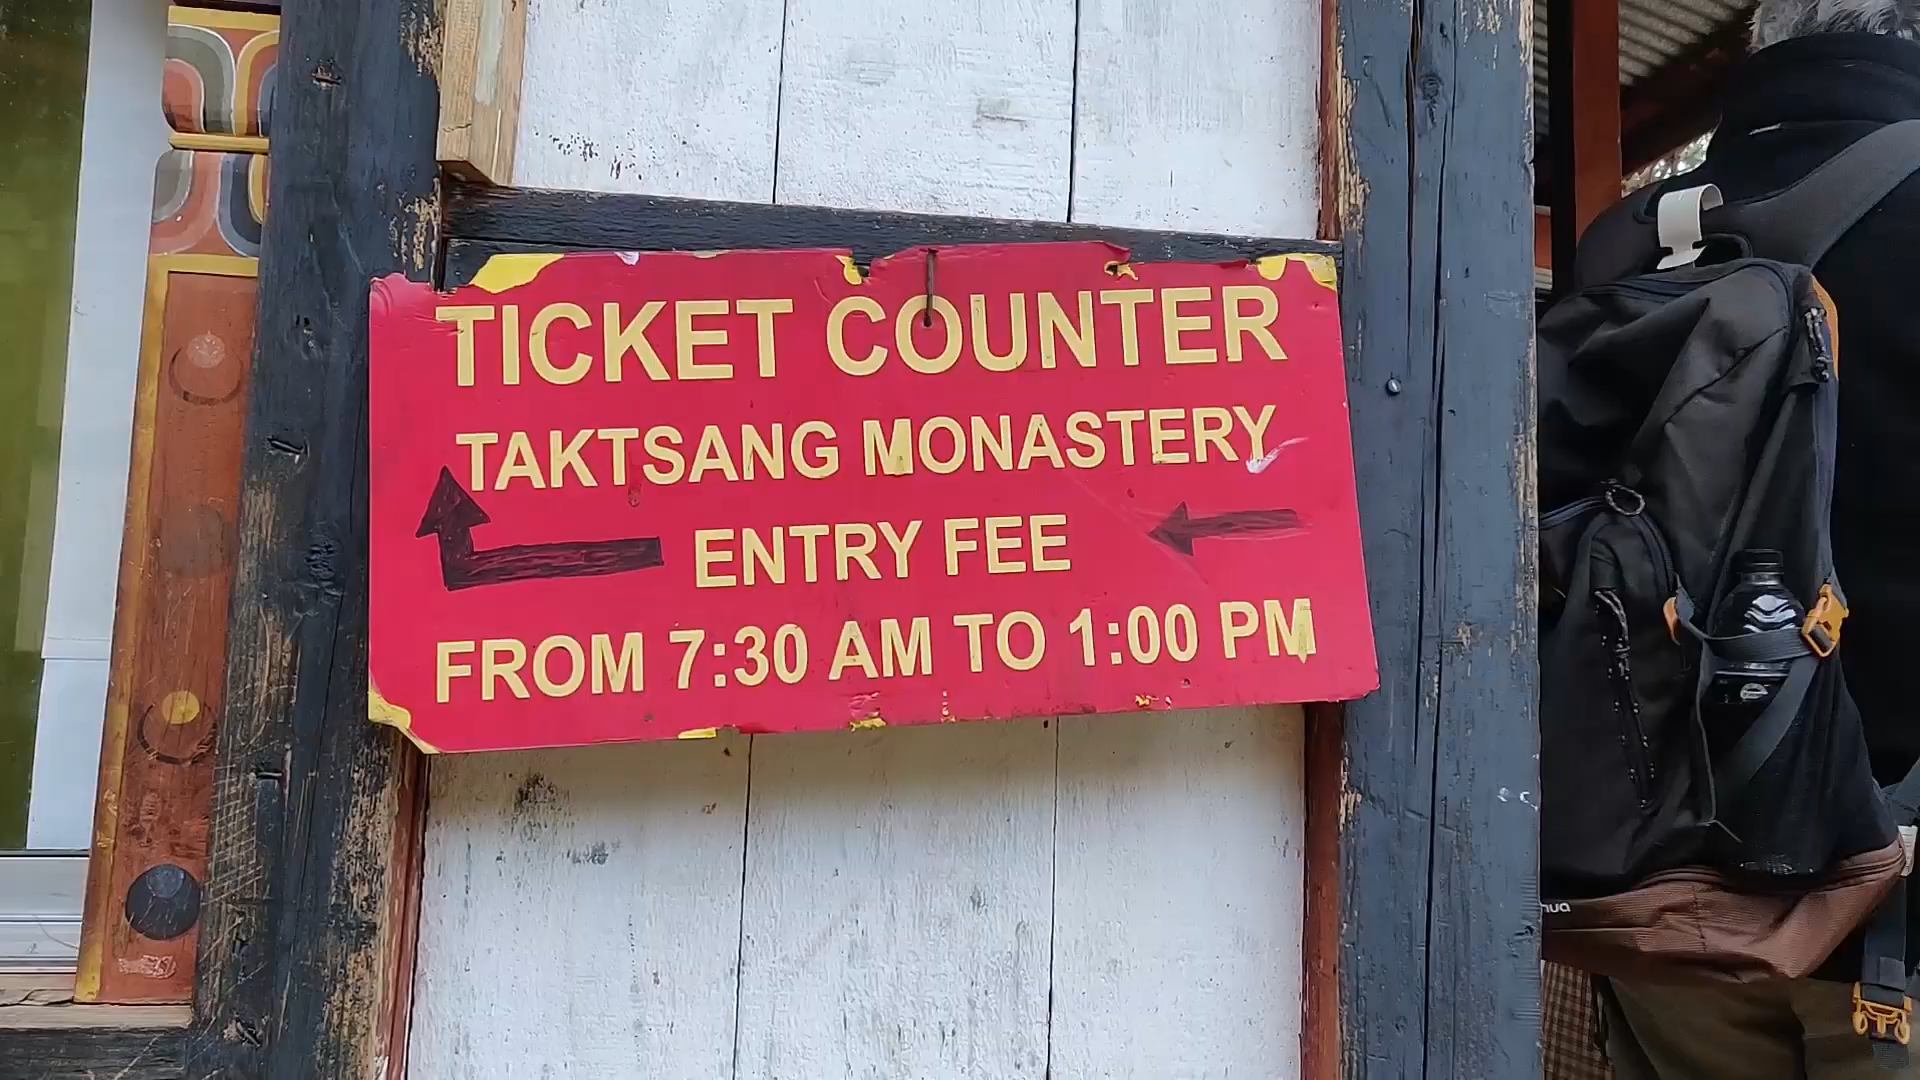 TICKET COUNTER
TAKTSANG MONASTERY
ENTRY FEE
FROM 7:30 AM TO 1:00 PM